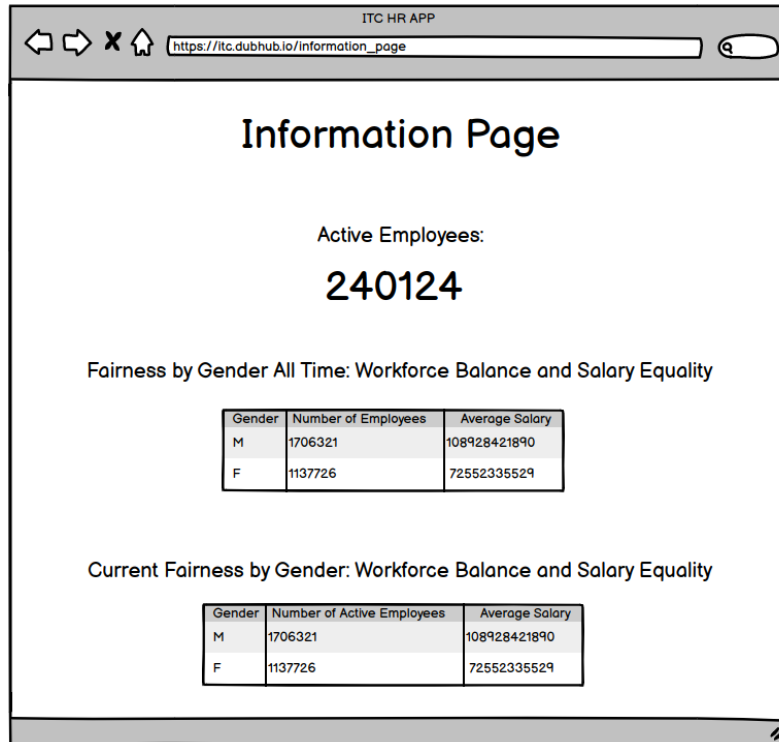 ITC HR APP
https://itc.dubhub.io/information_page
Information Page
Active Employees:
240124
Fairness by Gender All Time: Workforce Balance and Salary Equality
Gender Number of Employees Average Salary
M 1706321 108928421890
F 1137726 72552335529
Current Fairness by Gender: Workforce Balance and Salary Equality
Gender Number of Active Employees Average Salary
M 1706321 108928421890
F 1137726 72552335529